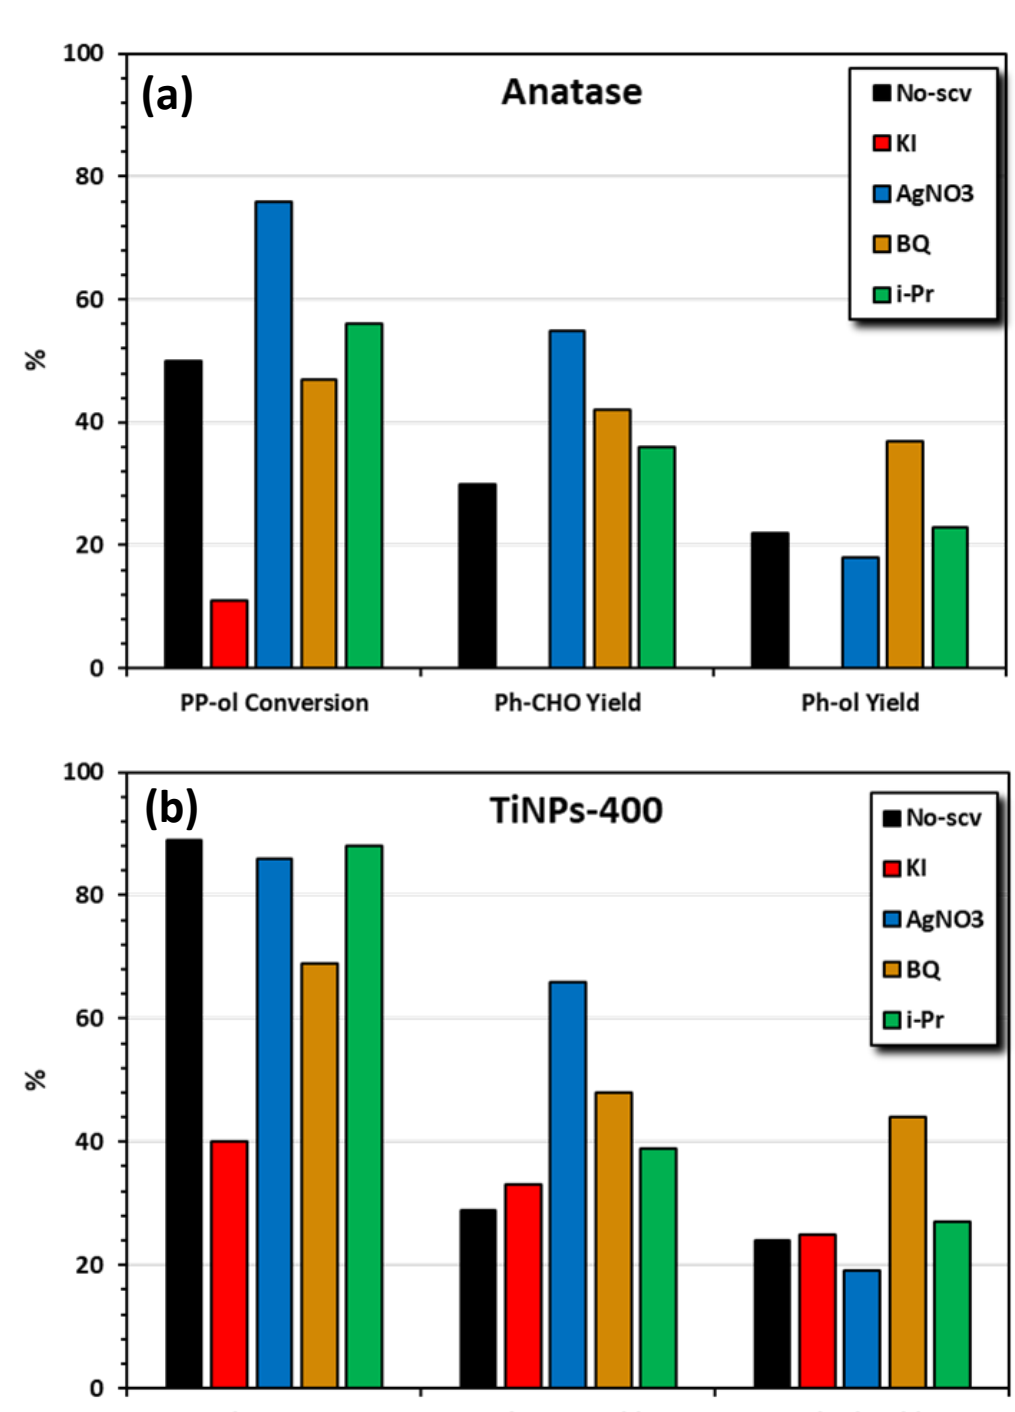 (a)
Anatase
No-scv
KI
AgNO3
BQ
i-Pr
100
80
60
40
20
0
%
PP-ol Conversion
Ph-CHO Yield
Ph-ol Yield
(b)
TiNPs-400
No-scv
KI
AgNO3
BQ
i-Pr
100
80
60
40
20
0
%